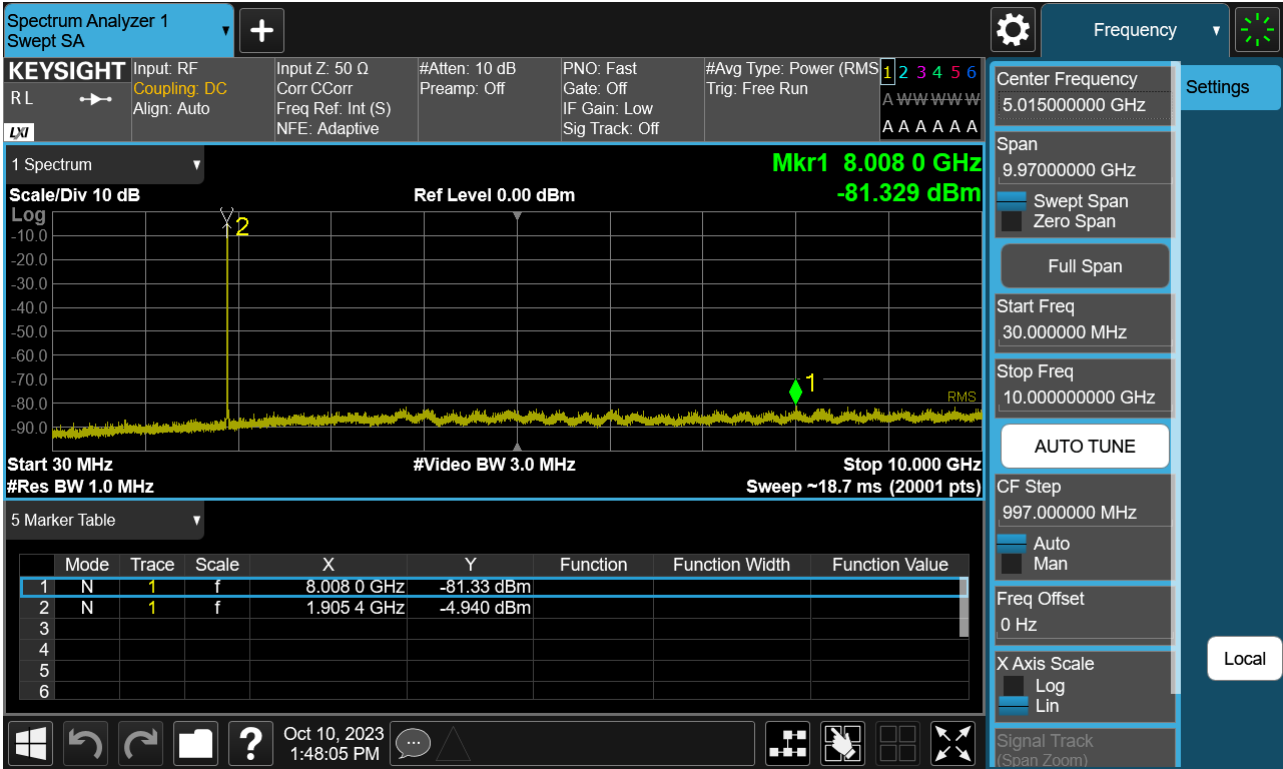 Spectrum Analyzer 1
Swept SA
Frequency
KEYSIGHT
R L
LXI
Input: RF
Coupling: DC
Align: Auto
Input Z: 50 Ω
Corr CCorr
Freq Ref: Int (S)
NFE: Adaptive
#Atten: 10 dB
Preamp: Off
PNO: Fast
Gate: Off
IF Gain: Low
Sig Track: Off
#Avg Type: Power (RMS
Trig: Free Run
1 2 3 4 5 6
A W W W W W
A A A A A A
1 Spectrum
Mkr1 8.008 0 GHz
Scale/Div 10 dB
Ref Level 0.00 dBm
-81.329 dBm
Log
2
-10.0
-20.0
-30.0
-40.0
-50.0
-60.0
-70.0
1
-80.0
RMS
-90.0
Start 30 MHz
#Video BW 3.0 MHz
Stop 10.000 GHz
#Res BW 1.0 MHz
Sweep ~18.7 ms (20001 pts)
5 Marker Table
Mode Trace Scale X Y Function Function Width Function Value
1 N 1 f 8.008 0 GHz -81.33 dBm
2 N 1 f 1.905 4 GHz -4.940 dBm
3
4
5
6
Center Frequency
5.015000000 GHz
Span
9.97000000 GHz
Swept Span
Zero Span
Full Span
Start Freq
30.000000 MHz
Stop Freq
10.000000000 GHz
AUTO TUNE
CF Step
997.000000 MHz
Auto
Man
Freq Offset
0 Hz
X Axis Scale
Log
Lin
Signal Track
(Span Zoom)
Settings
Local
?
Oct 10, 2023
1:48:05 PM